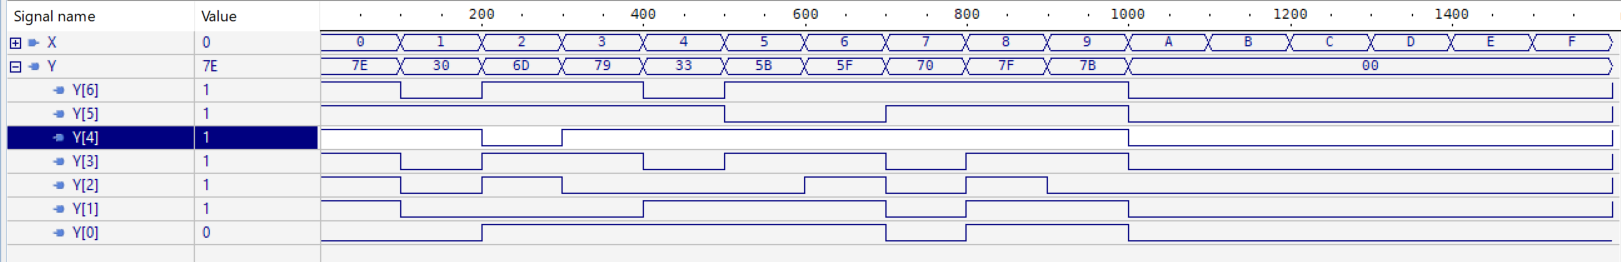 Signal name Value 200 400 600 800 1000 1200 1400
X 0 0 1 2 3 4 5 6 7 8 9 A B C D E F
Y 7E 7E 30 6D 79 33 5B 5F 70 7F 7B 00
Y[6] 1
Y[5] 1
Y[4] 1
Y[3] 1
Y[2] 1
Y[1] 1
Y[0] 0